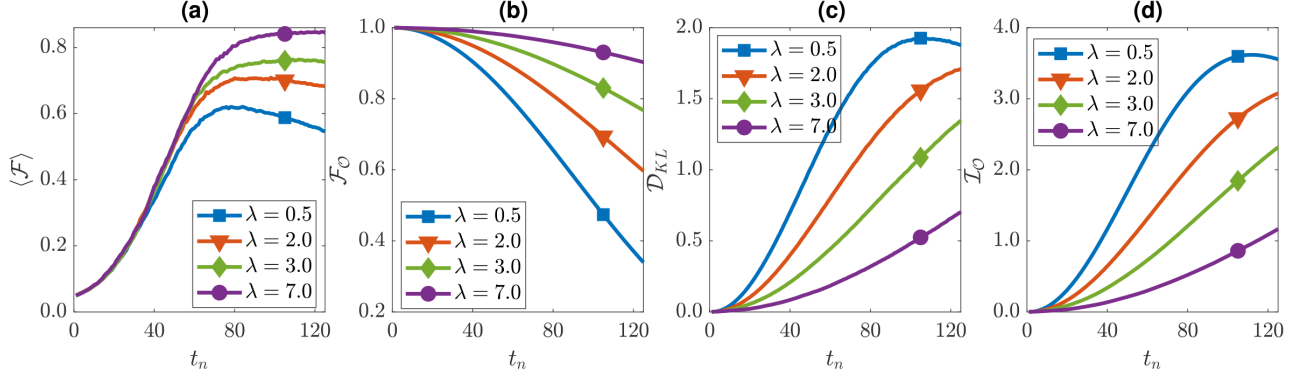 (a)
0.8
0.6
0.4
0.2
0.0
0
40
80
120
⟨ℱ⟩
t_n
λ = 0.5
λ = 2.0
λ = 3.0
λ = 7.0
(b)
1.0
0.8
0.6
0.4
0.2
0
40
80
120
ℱ_𝒪
t_n
λ = 0.5
λ = 2.0
λ = 3.0
λ = 7.0
(c)
2.0
1.5
1.0
0.5
0.0
0
40
80
120
𝒟_{KL}
t_n
λ = 0.5
λ = 2.0
λ = 3.0
λ = 7.0
(d)
4.0
3.0
2.0
1.0
0.0
0
40
80
120
ℐ_𝒪
t_n
λ = 0.5
λ = 2.0
λ = 3.0
λ = 7.0